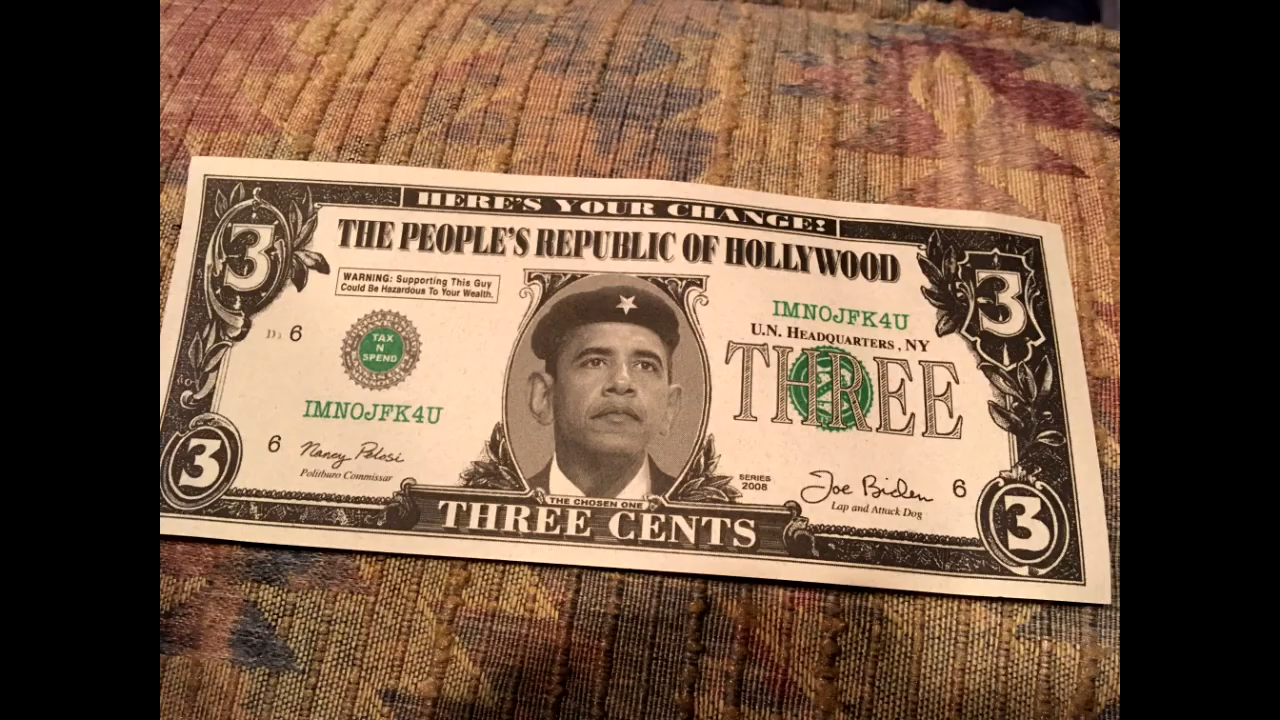 HERE'S YOUR CHANGE!
THE PEOPLE'S REPUBLIC OF HOLLYWOOD
3
3
WARNING: Supporting This Guy
Could Be Hazardous To Your Wealth.
IMNOJFK4U
U.N. HEADQUARTERS, NY
6
TAX
N
SPEND
THREE
IMNOJFK4U
6
Nancy Pelosi
Politburo Commissar
SERIES
2008
Joe Biden
6
Lap and Attack Dog
3
THE CHOSEN ONE
THREE CENTS
3